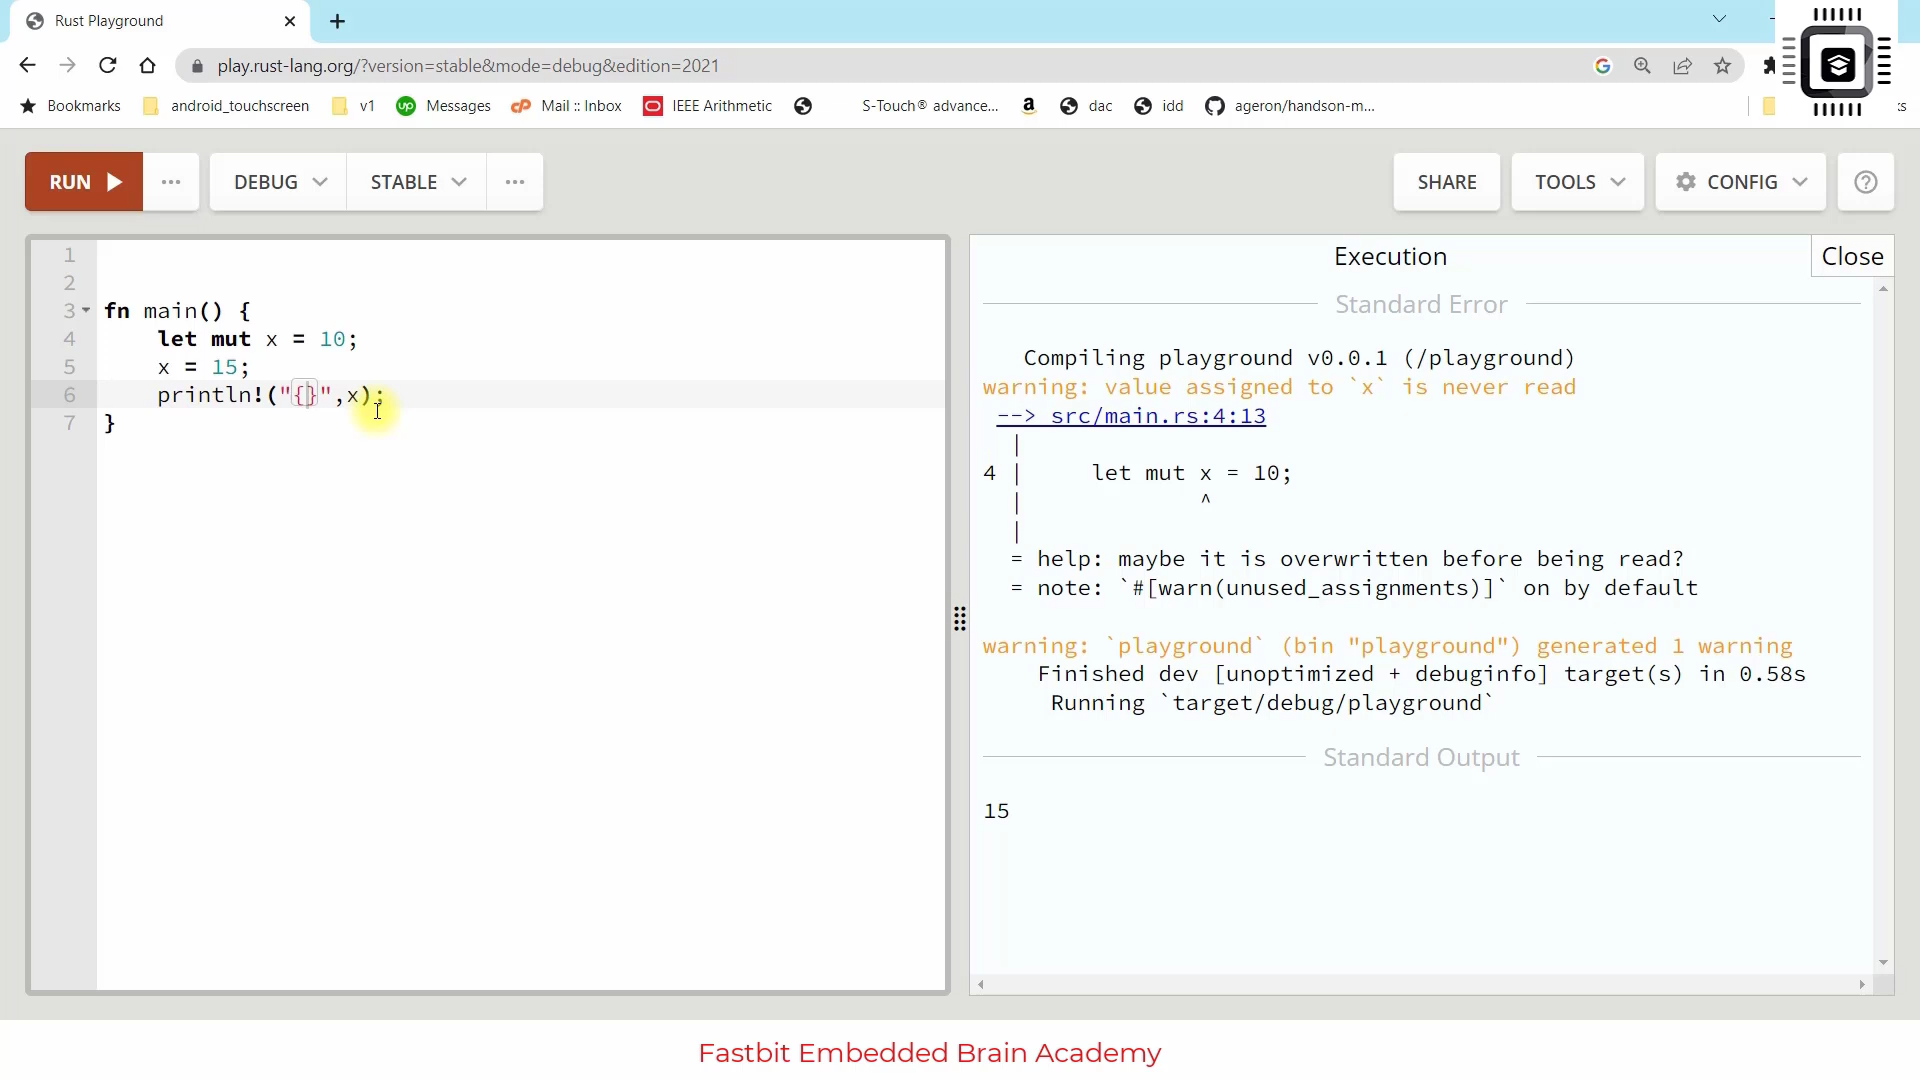 Rust Playground
play.rust-lang.org/?version=stable&mode=debug&edition=2021
Bookmarks android_touchscreen v1 up Messages cP Mail :: Inbox IEEE Arithmetic S-Touch® advance... a dac idd ageron/handson-m... ks
RUN ... DEBUG STABLE ... SHARE TOOLS CONFIG ?
1
2
3 fn main() {
4 let mut x = 10;
5 x = 15;
6 println!("{}",x);
7 }
Execution
Close
Standard Error
Compiling playground v0.0.1 (/playground)
warning: value assigned to `x` is never read
--> src/main.rs:4:13
|
4 | let mut x = 10;
| ^
|
= help: maybe it is overwritten before being read?
= note: `#[warn(unused_assignments)]` on by default
warning: `playground` (bin "playground") generated 1 warning
Finished dev [unoptimized + debuginfo] target(s) in 0.58s
Running `target/debug/playground`
Standard Output
15
Fastbit Embedded Brain Academy